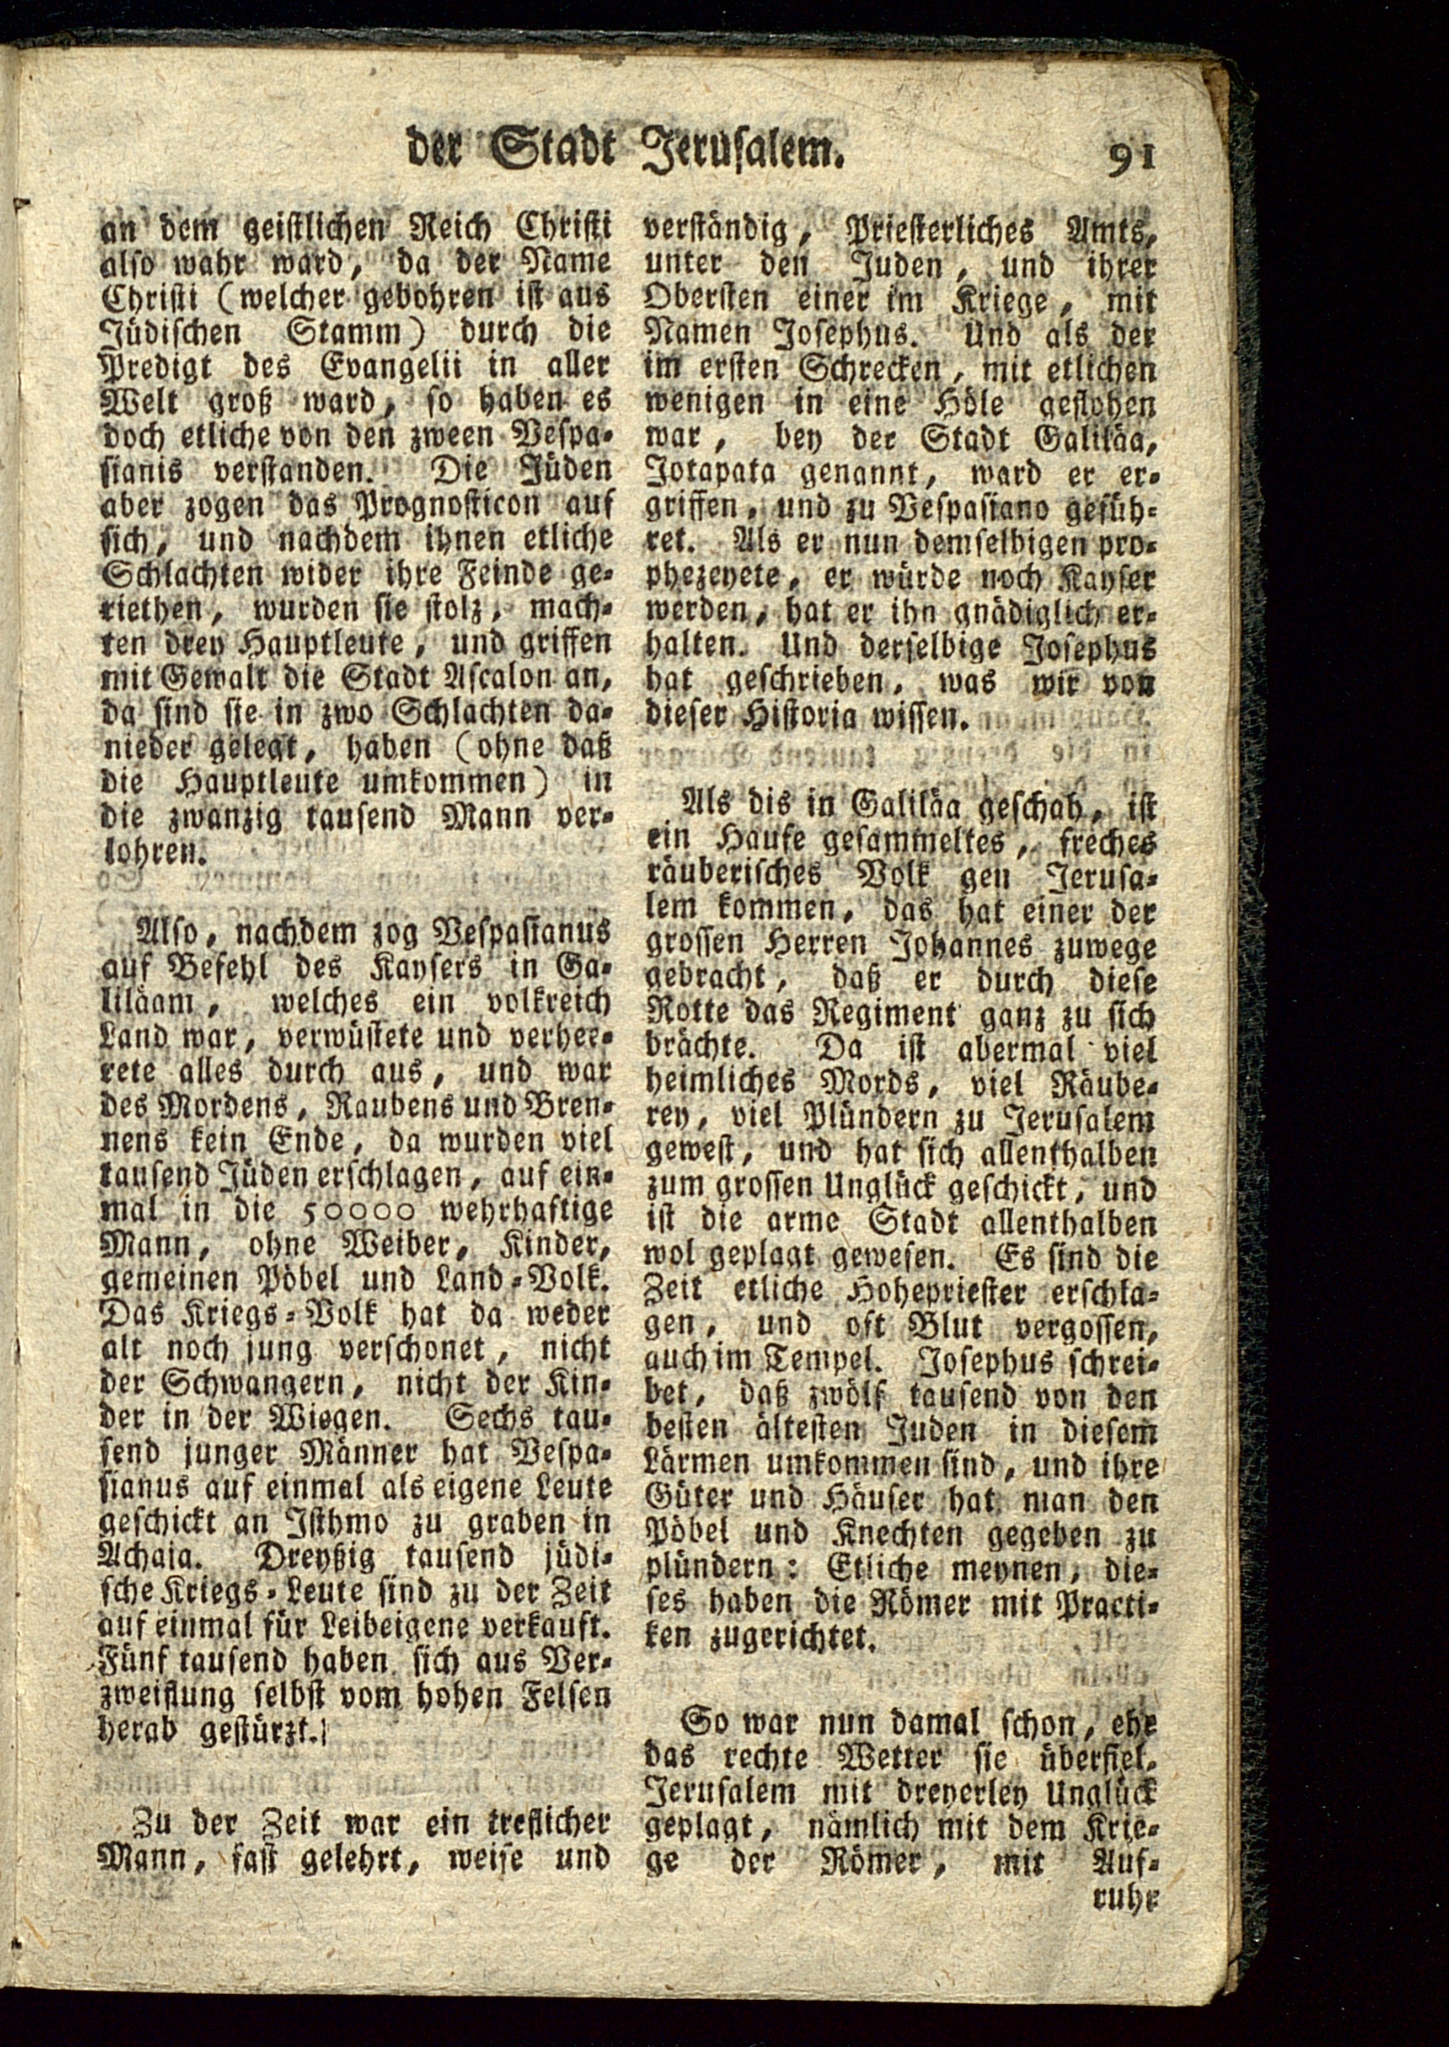 der Stadt Jerusalem. 91
an dem geistlichen Reich Christi
also wahr ward, da der Name
Christi (welcher gebohren ist aus
Jüdischen Stamm) durch die
Predigt des Evangelii in aller
Welt groß ward, so haben es
doch etliche von den zween Vespa-
sianis verstanden. Die Jüden
aber zogen das Prognosticon auf
sich, und nachdem ihnen etliche
Schlachten wider ihre Feinde ge-
riethen, wurden sie stolz, mach-
ten drey Hauptleute, und griffen
mit Gewalt die Stadt Ascalon an,
da sind sie in zwo Schlachten da-
nieder gelegt, haben (ohne daß
die Hauptleute umkommen) in
die zwanzig tausend Mann ver-
lohren.
Also, nachdem zog Vespasianus
auf Befehl des Kaysers in Ga-
liläam, welches ein volkreich
Land war, verwüstete und verhee-
rete alles durch aus, und war
des Mordens, Raubens und Bren-
nens kein Ende, da wurden viel
tausend Jüden erschlagen, auf ein-
mal in die 50000 wehrhaftige
Mann, ohne Weiber, Kinder,
gemeinen Pöbel und Land-Volk.
Das Kriegs-Volk hat da weder
alt noch jung verschonet, nicht
der Schwangern, nicht der Kin-
der in der Wiegen. Sechs tau-
send junger Männer hat Vespa-
sianus auf einmal als eigene Leute
geschickt an Isthmo zu graben in
Achaia. Dreyßig tausend jüdi-
sche Kriegs-Leute sind zu der Zeit
auf einmal für Leibeigene verkauft.
Fünf tausend haben sich aus Ver-
zweiflung selbst vom hohen Felsen
herab gestürzt.
Zu der Zeit war ein treflicher
Mann, fast gelehrt, weise und
verständig, Priesterliches Amts,
unter den Juden, und ihrer
Obersten einer im Kriege, mit
Namen Josephus. Und als der
im ersten Schrecken, mit etlichen
wenigen in eine Höle geflohen
war, bey der Stadt Galiläa,
Jotapata genannt, ward er er-
griffen, und zu Vespasiano gefüh-
ret. Als er nun demselbigen pro-
phezeyete, er würde noch Kayser
werden, hat er ihn gnädiglich er-
halten. Und derselbige Josephus
hat geschrieben, was wir von
dieser Historia wissen.
Als dis in Galiläa geschah, ist
ein Haufe gesammeltes, freches
räuberisches Volk gen Jerusa-
lem kommen, das hat einer der
grossen Herren Johannes zuwege
gebracht, daß er durch diese
Rotte das Regiment ganz zu sich
brächte. Da ist abermal viel
heimliches Mords, viel Räube-
rey, viel Plündern zu Jerusalem
gewest, und hat sich allenthalben
zum grossen Unglück geschickt, und
ist die arme Stadt allenthalben
wol geplagt gewesen. Es sind die
Zeit etliche Hohepriester erschla-
gen, und oft Blut vergossen,
auch im Tempel. Josephus schrei-
bet, daß zwölf tausend von den
besten ältesten Juden in diesem
Lärmen umkommen sind, und ihre
Güter und Häuser hat man den
Pöbel und Knechten gegeben zu
plündern: Etliche meynen, die-
ses haben die Römer mit Practi-
ken zugerichtet.
So war nun damal schon, ehe
das rechte Wetter sie überfiel,
Jerusalem mit dreyerley Unglück
geplagt, nämlich mit dem Krie-
ge der Römer, mit Auf-
ruhr